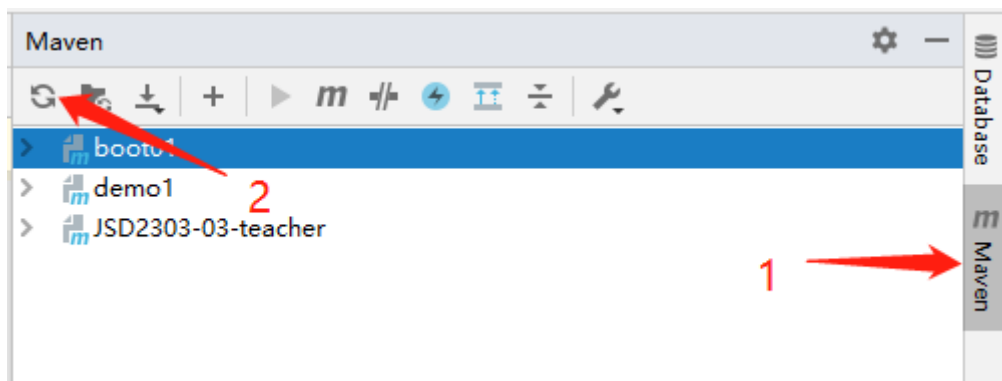 Maven
Database
boot01
demo1
2
JSD2303-03-teacher
1
Maven